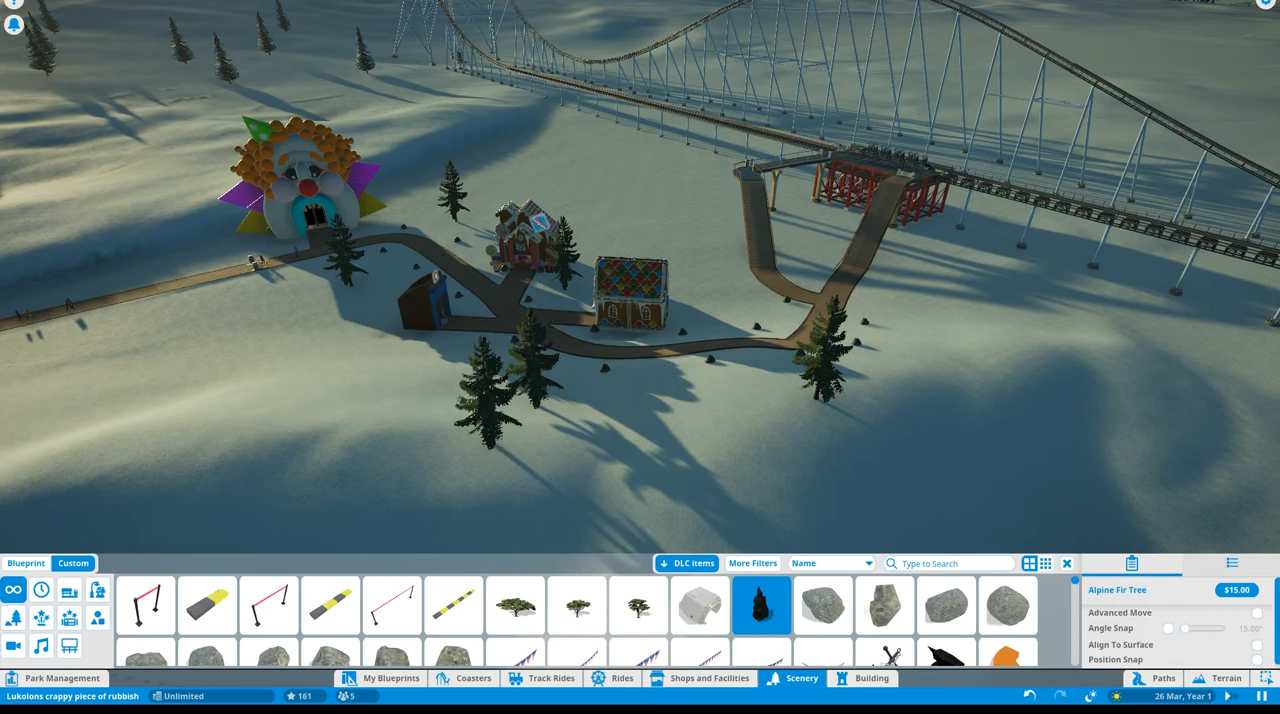 Blueprint
Custom
DLC items
More Filters
Name
Type to Search
Alpine Fir Tree
$15.00
Advanced Move
Angle Snap
15.00°
Align To Surface
Position Snap
Park Management
My Blueprints
Coasters
Track Rides
Rides
Shops and Facilities
Scenery
Building
Paths
Terrain
Lukolons crappy piece of rubbish
Unlimited
161
5
26 Mar, Year 1